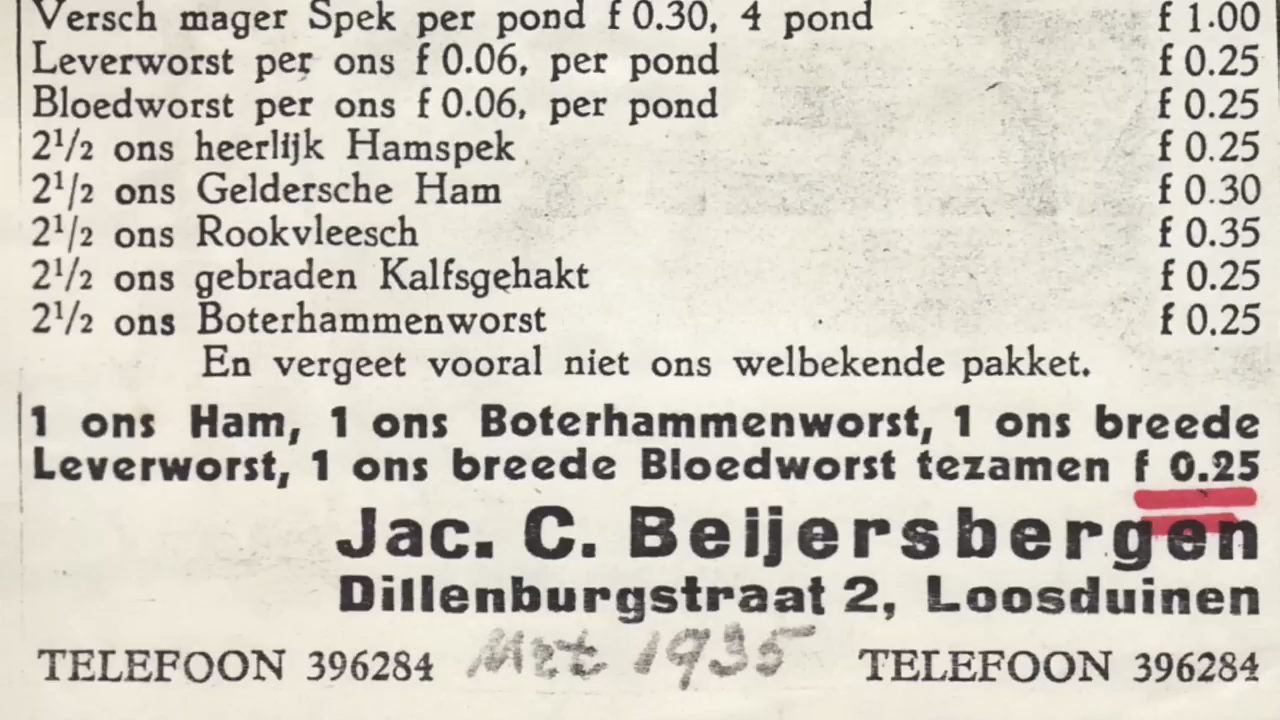 Versch mager Spek per pond f 0.30, 4 pond f 1.00
Leverworst per ons f 0.06, per pond f 0.25
Bloedworst per ons f 0.06, per pond f 0.25
2¹/2 ons heerlijk Hamspek f 0.25
2¹/2 ons Geldersche Ham f 0.30
2¹/2 ons Rookvleesch f 0.35
2¹/2 ons gebraden Kalfsgehakt f 0.25
2¹/2 ons Boterhammenworst f 0.25
En vergeet vooral niet ons welbekende pakket.
1 ons Ham, 1 ons Boterhammenworst, 1 ons breede
Leverworst, 1 ons breede Bloedworst tezamen f 0.25
Jac. C. Beijersbergen
Dillenburgstraat 2, Loosduinen
TELEFOON 396284 Mrt 1935 TELEFOON 396284